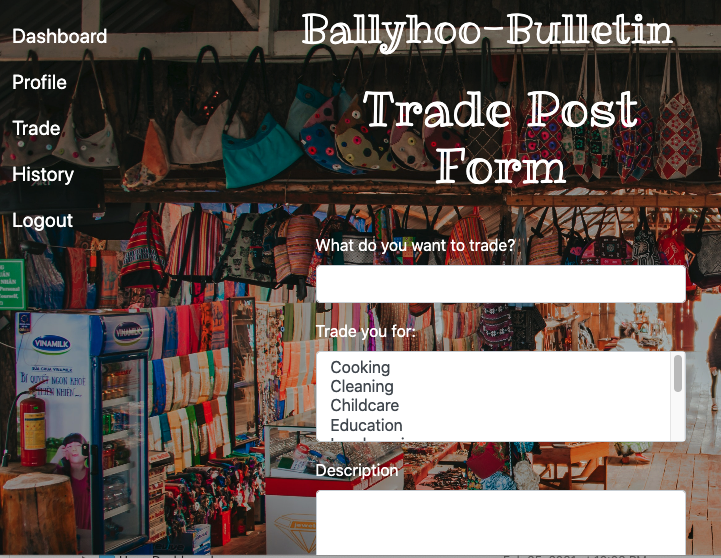 Dashboard
Profile
Trade
History
Logout
Ballyhoo-Bulletin
Trade Post
Form
What do you want to trade?
Trade you for:
Cooking
Cleaning
Childcare
Education
Description
VINAMILK
VINAMILK